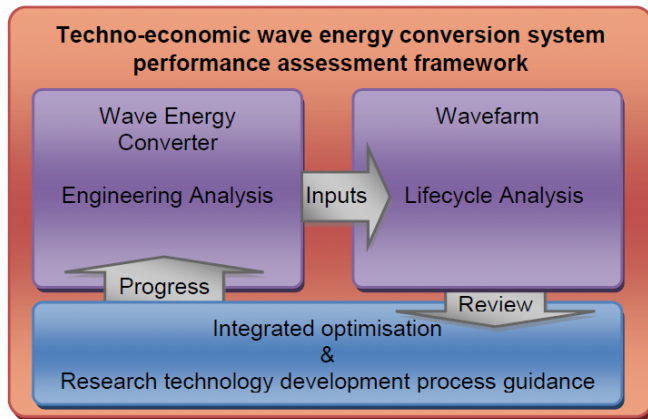 Techno-economic wave energy conversion system
performance assessment framework
Wave Energy
Converter
Engineering Analysis
Inputs
Wavefarm
Lifecycle Analysis
Progress
Review
Integrated optimisation
&
Research technology development process guidance